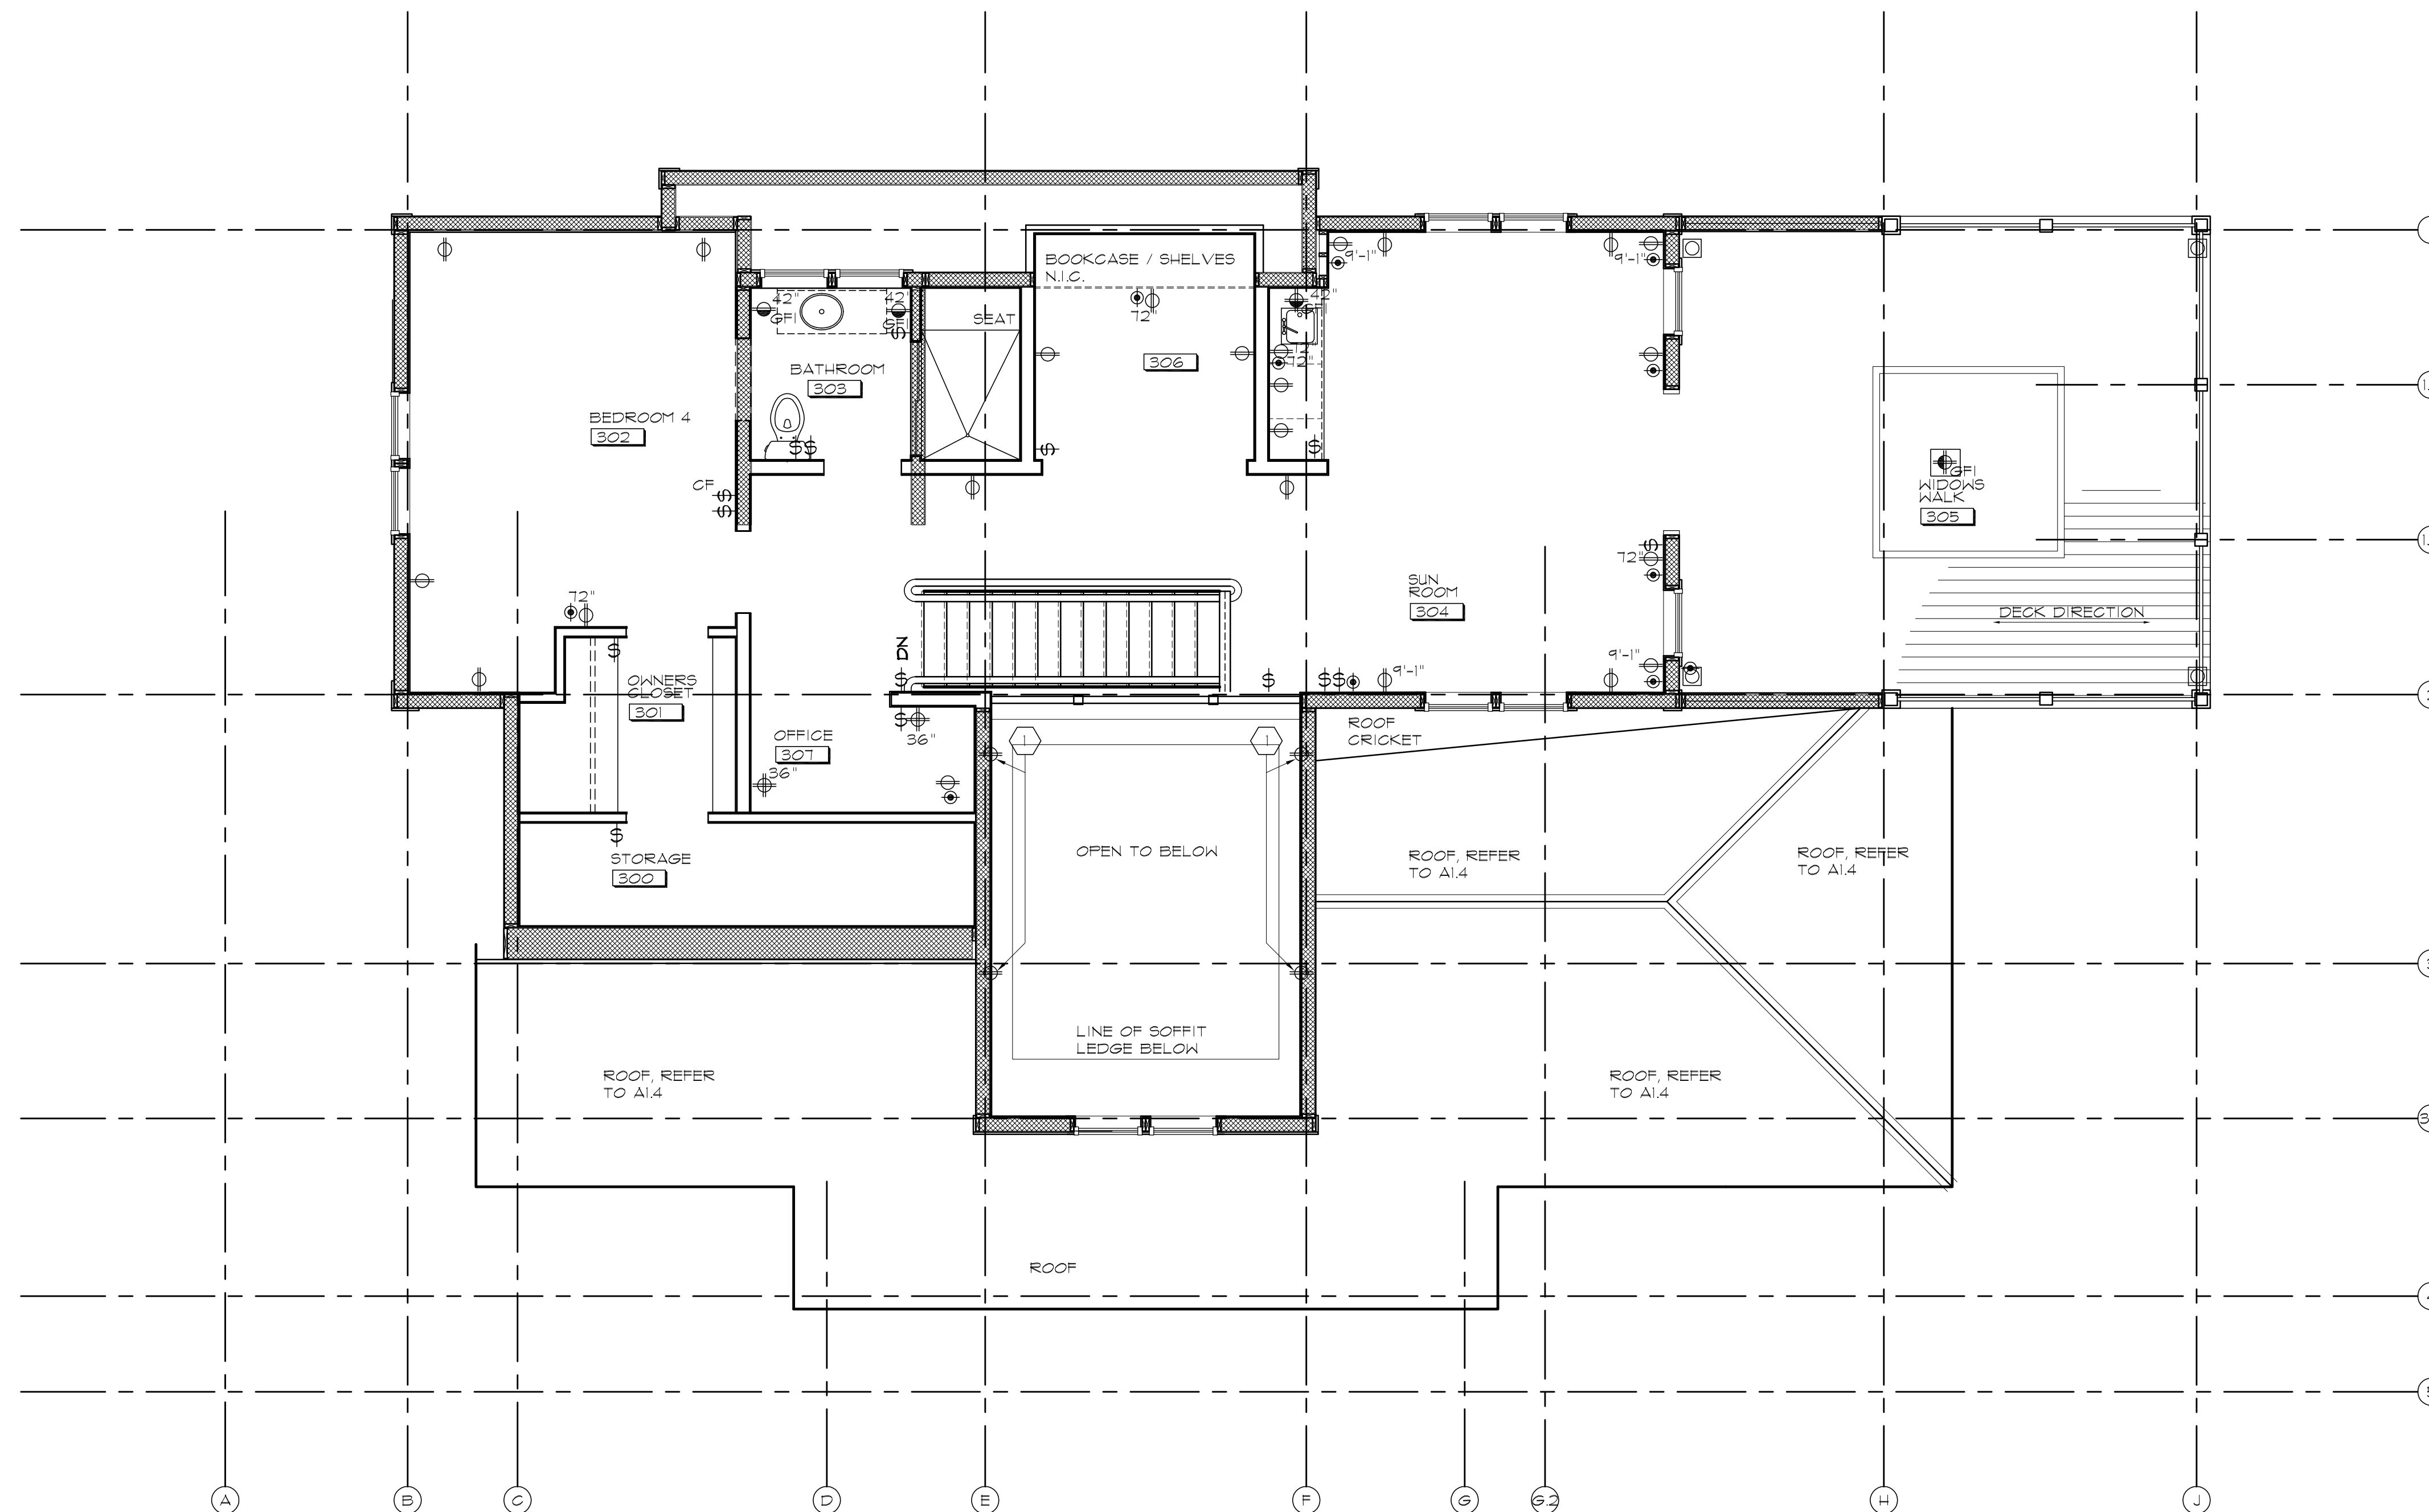 BOOKCASE / SHELVES
N.I.C.
9'-1"
9'-1"
42"
GFI
42"
GFI
72"
42"
GFI
SEAT
72"
306
BATHROOM
303
BEDROOM 4
302
CF
$
$
$
$$
$
$
GFI
WIDOWS
WALK
305
$
72"
SUN
ROOM
304
DECK DIRECTION
72"
$
DN
OWNERS
CLOSET
301
$
$
$
$$
9'-1"
9'-1"
OFFICE
307
36"
36"
1
1
ROOF
CRICKET
$
STORAGE
300
OPEN TO BELOW
ROOF, REFER
TO A1.4
ROOF, REFER
TO A1.4
LINE OF SOFFIT
LEDGE BELOW
ROOF, REFER
TO A1.4
ROOF, REFER
TO A1.4
ROOF
A
B
C
D
E
F
G
G.2
H
J